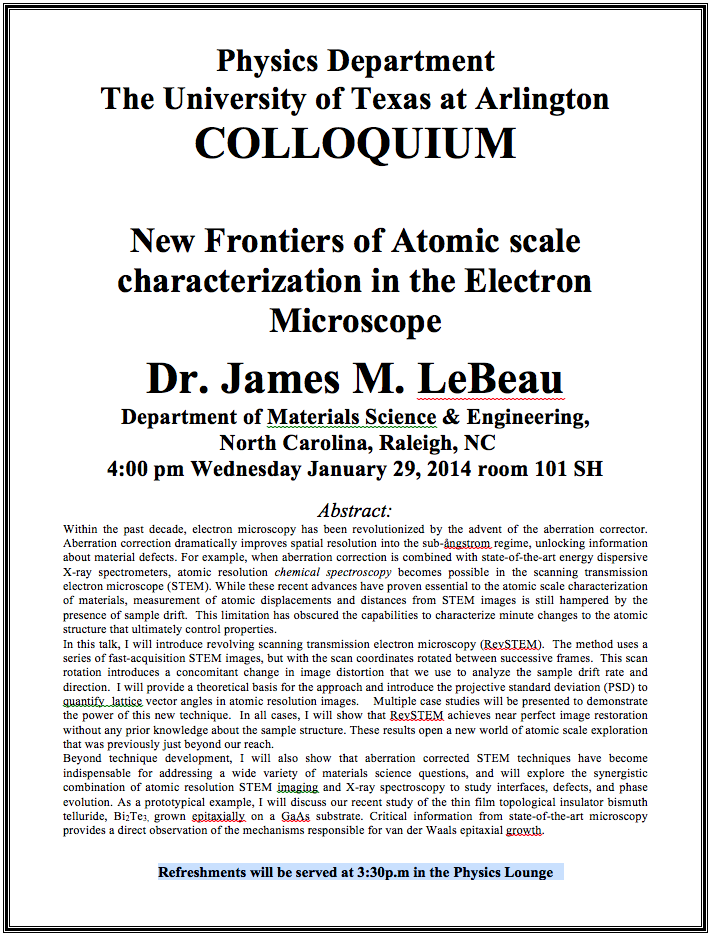 Physics Department
The University of Texas at Arlington
COLLOQUIUM
New Frontiers of Atomic scale
characterization in the Electron
Microscope
Dr. James M. LeBeau
Department of Materials Science & Engineering,
North Carolina, Raleigh, NC
4:00 pm Wednesday January 29, 2014 room 101 SH
Abstract:
Within the past decade, electron microscopy has been revolutionized by the advent of the aberration corrector.
Aberration correction dramatically improves spatial resolution into the sub-ångstrom regime, unlocking information
about material defects. For example, when aberration correction is combined with state-of-the-art energy dispersive
X-ray spectrometers, atomic resolution chemical spectroscopy becomes possible in the scanning transmission
electron microscope (STEM). While these recent advances have proven essential to the atomic scale characterization
of materials, measurement of atomic displacements and distances from STEM images is still hampered by the
presence of sample drift. This limitation has obscured the capabilities to characterize minute changes to the atomic
structure that ultimately control properties.
In this talk, I will introduce revolving scanning transmission electron microscopy (RevSTEM). The method uses a
series of fast-acquisition STEM images, but with the scan coordinates rotated between successive frames. This scan
rotation introduces a concomitant change in image distortion that we use to analyze the sample drift rate and
direction. I will provide a theoretical basis for the approach and introduce the projective standard deviation (PSD) to
quantify lattice vector angles in atomic resolution images. Multiple case studies will be presented to demonstrate
the power of this new technique. In all cases, I will show that RevSTEM achieves near perfect image restoration
without any prior knowledge about the sample structure. These results open a new world of atomic scale exploration
that was previously just beyond our reach.
Beyond technique development, I will also show that aberration corrected STEM techniques have become
indispensable for addressing a wide variety of materials science questions, and will explore the synergistic
combination of atomic resolution STEM imaging and X-ray spectroscopy to study interfaces, defects, and phase
evolution. As a prototypical example, I will discuss our recent study of the thin film topological insulator bismuth
telluride, Bi₂Te₃, grown epitaxially on a GaAs substrate. Critical information from state-of-the-art microscopy
provides a direct observation of the mechanisms responsible for van der Waals epitaxial growth.
Refreshments will be served at 3:30p.m in the Physics Lounge